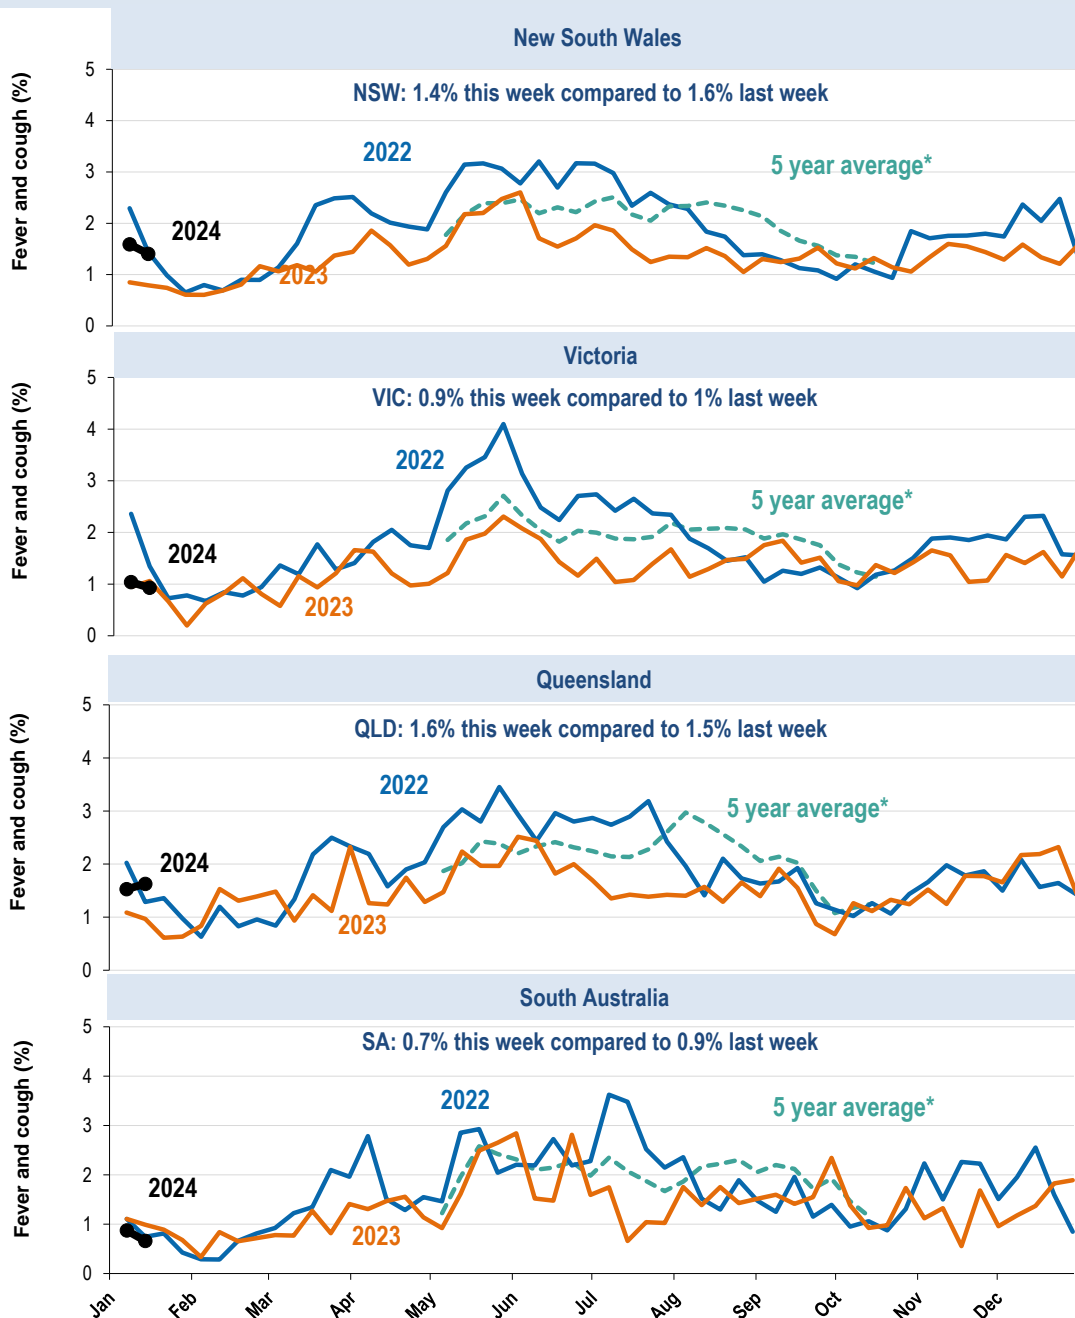 New South Wales
Fever and cough (%)
5
4
3
2
1
0
NSW: 1.4% this week compared to 1.6% last week
2022
5 year average*
2024
2023
Victoria
Fever and cough (%)
5
4
3
2
1
0
VIC: 0.9% this week compared to 1% last week
2022
5 year average*
2024
2023
Queensland
Fever and cough (%)
5
4
3
2
1
0
QLD: 1.6% this week compared to 1.5% last week
2022
5 year average*
2024
2023
South Australia
Fever and cough (%)
5
4
3
2
1
0
SA: 0.7% this week compared to 0.9% last week
2022
5 year average*
2024
2023
Jan Feb Mar Apr May Jun Jul Aug Sep Oct Nov Dec